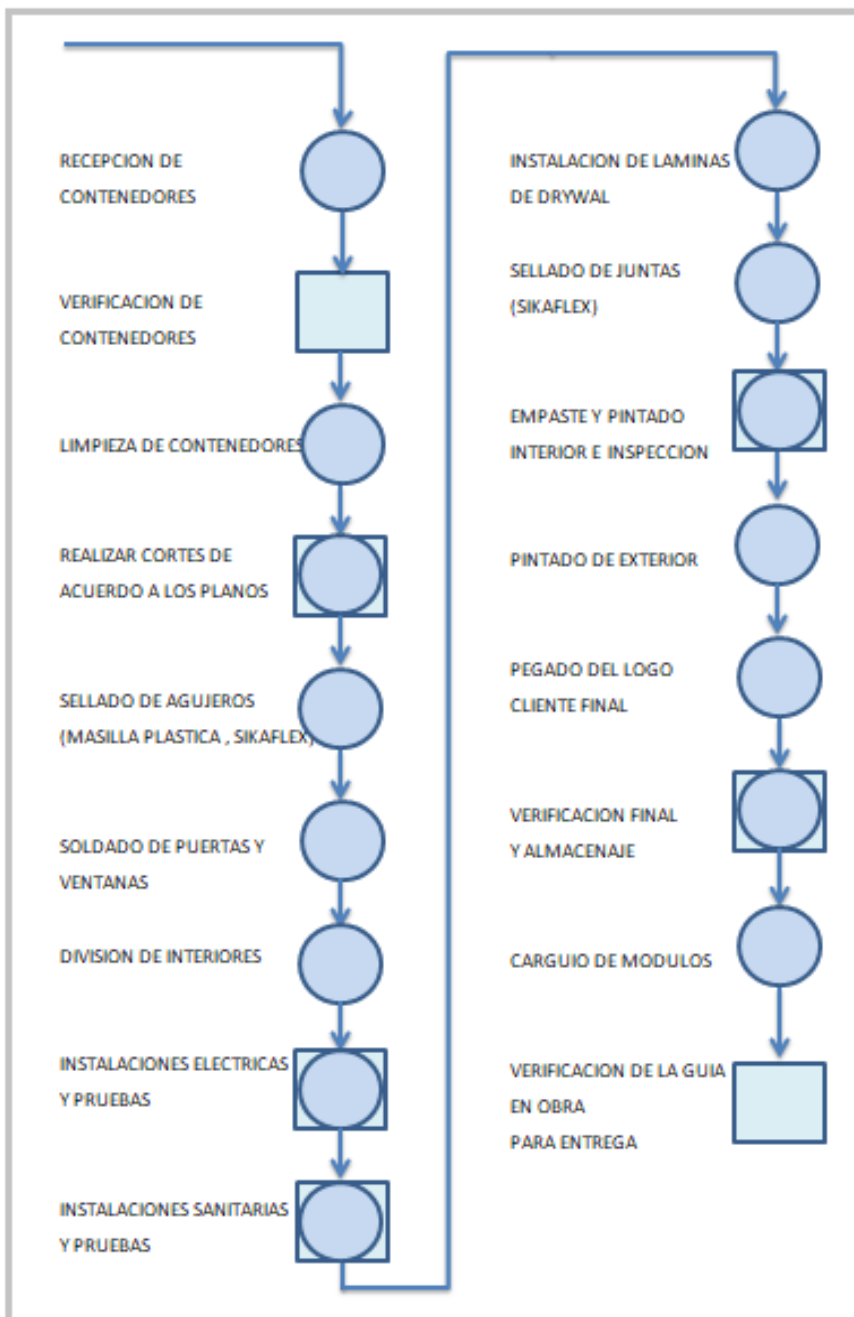 RECEPCION DE
CONTENEDORES
VERIFICACION DE
CONTENEDORES
LIMPIEZA DE CONTENEDORES
REALIZAR CORTES DE
ACUERDO A LOS PLANOS
SELLADO DE AGUJEROS
(MASILLA PLASTICA , SIKAFLEX)
SOLDADO DE PUERTAS Y
VENTANAS
DIVISION DE INTERIORES
INSTALACIONES ELECTRICAS
Y PRUEBAS
INSTALACIONES SANITARIAS
Y PRUEBAS
INSTALACION DE LAMINAS
DE DRYWAL
SELLADO DE JUNTAS
(SIKAFLEX)
EMPASTE Y PINTADO
INTERIOR E INSPECCION
PINTADO DE EXTERIOR
PEGADO DEL LOGO
CLIENTE FINAL
VERIFICACION FINAL
Y ALMACENAJE
CARGUIO DE MODULOS
VERIFICACION DE LA GUIA
EN OBRA
PARA ENTREGA